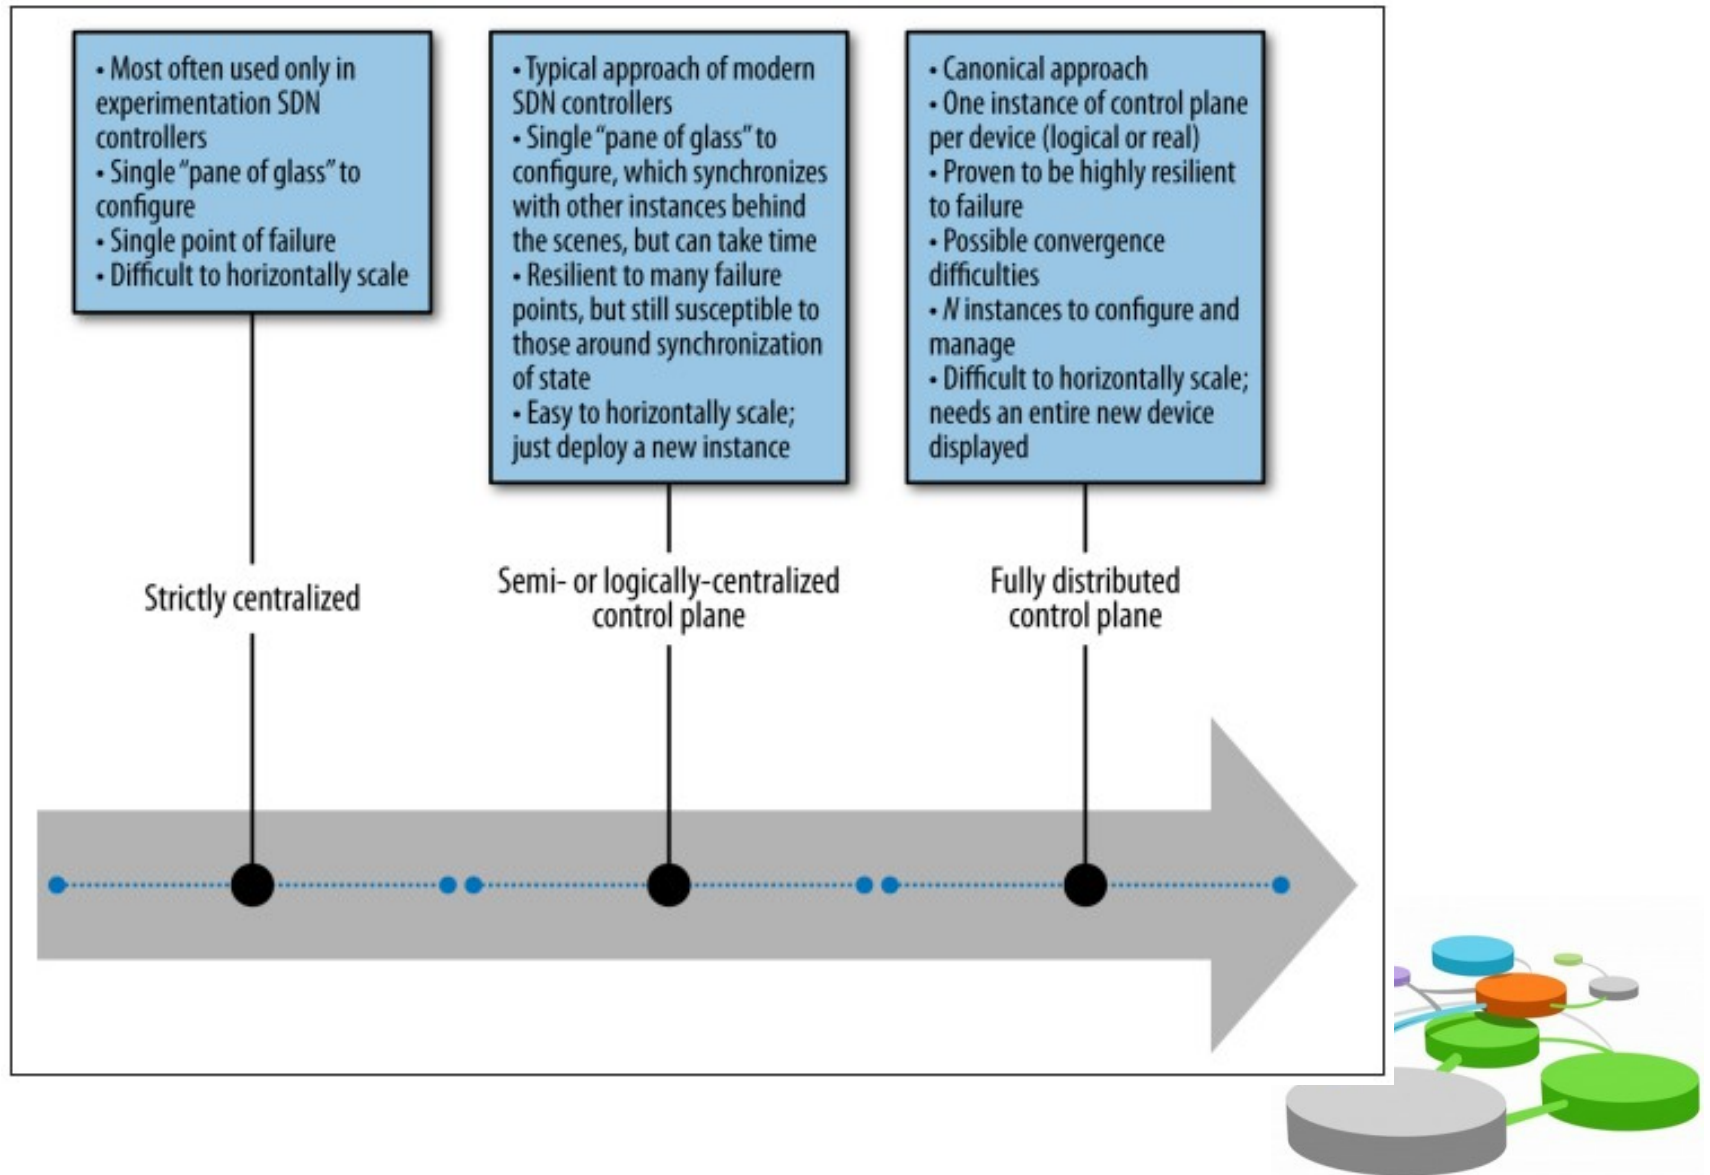 • Most often used only in
experimentation SDN
controllers
• Single “pane of glass” to
configure
• Single point of failure
• Difficult to horizontally scale
• Typical approach of modern
SDN controllers
• Single “pane of glass” to
configure, which synchronizes
with other instances behind
the scenes, but can take time
• Resilient to many failure
points, but still susceptible to
those around synchronization
of state
• Easy to horizontally scale;
just deploy a new instance
• Canonical approach
• One instance of control plane
per device (logical or real)
• Proven to be highly resilient
to failure
• Possible convergence
difficulties
• N instances to configure and
manage
• Difficult to horizontally scale;
needs an entire new device
displayed
Strictly centralized
Semi- or logically-centralized
control plane
Fully distributed
control plane